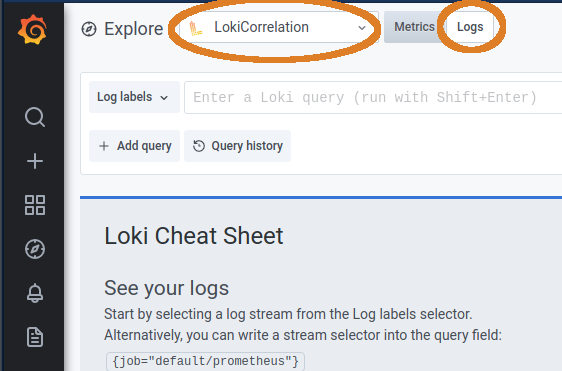 Explore LokiCorrelation Metrics Logs
Log labels Enter a Loki query (run with Shift+Enter)
+ Add query Query history
Loki Cheat Sheet
See your logs
Start by selecting a log stream from the Log labels selector.
Alternatively, you can write a stream selector into the query field:
{job="default/prometheus"}